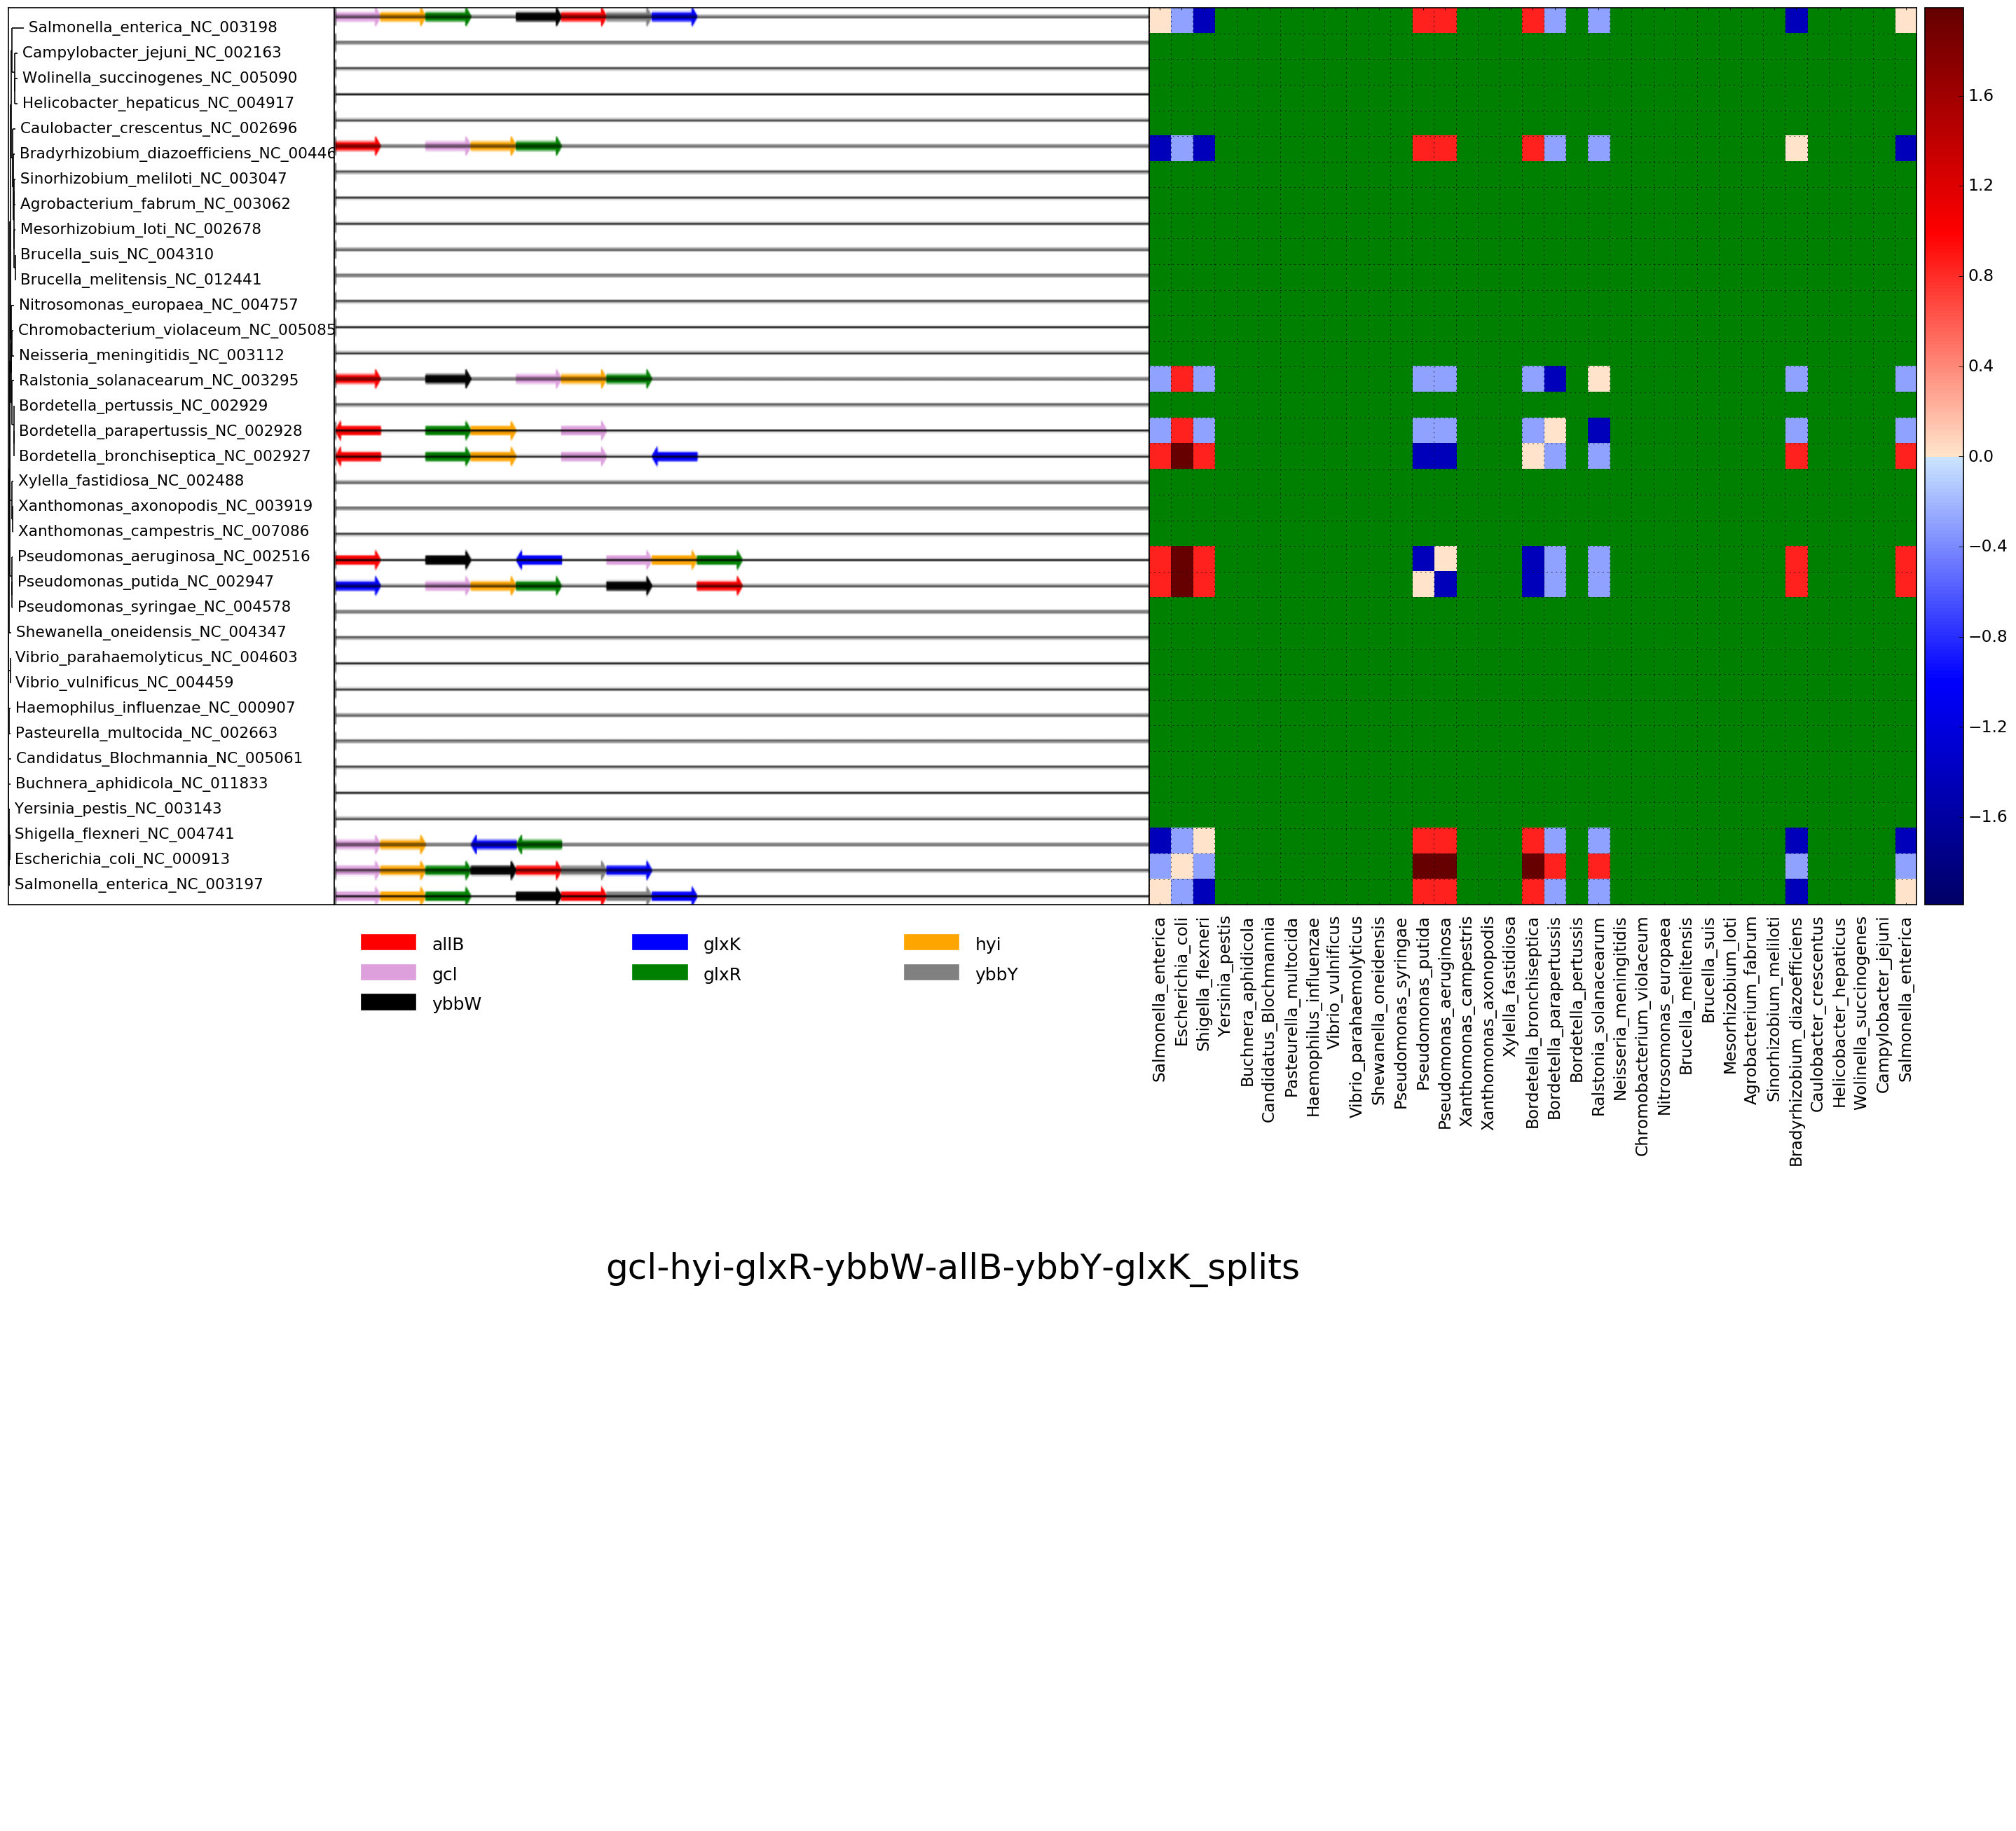 Salmonella_enterica_NC_003198
Campylobacter_jejuni_NC_002163
Wolinella_succinogenes_NC_005090
Helicobacter_hepaticus_NC_004917
Caulobacter_crescentus_NC_002696
Bradyrhizobium_diazoefficiens_NC_00446
Sinorhizobium_meliloti_NC_003047
Agrobacterium_fabrum_NC_003062
Mesorhizobium_loti_NC_002678
Brucella_suis_NC_004310
Brucella_melitensis_NC_012441
Nitrosomonas_europaea_NC_004757
Chromobacterium_violaceum_NC_005085
Neisseria_meningitidis_NC_003112
Ralstonia_solanacearum_NC_003295
Bordetella_pertussis_NC_002929
Bordetella_parapertussis_NC_002928
Bordetella_bronchiseptica_NC_002927
Xylella_fastidiosa_NC_002488
Xanthomonas_axonopodis_NC_003919
Xanthomonas_campestris_NC_007086
Pseudomonas_aeruginosa_NC_002516
Pseudomonas_putida_NC_002947
Pseudomonas_syringae_NC_004578
Shewanella_oneidensis_NC_004347
Vibrio_parahaemolyticus_NC_004603
Vibrio_vulnificus_NC_004459
Haemophilus_influenzae_NC_000907
Pasteurella_multocida_NC_002663
Candidatus_Blochmannia_NC_005061
Buchnera_aphidicola_NC_011833
Yersinia_pestis_NC_003143
Shigella_flexneri_NC_004741
Escherichia_coli_NC_000913
Salmonella_enterica_NC_003197
1.6
1.2
0.8
0.4
0.0
−0.4
−0.8
−1.2
−1.6
allB
gcl
ybbW
glxK
glxR
hyi
ybbY
Salmonella_enterica
Escherichia_coli
Shigella_flexneri
Yersinia_pestis
Buchnera_aphidicola
Candidatus_Blochmannia
Pasteurella_multocida
Haemophilus_influenzae
Vibrio_vulnificus
Vibrio_parahaemolyticus
Shewanella_oneidensis
Pseudomonas_syringae
Pseudomonas_putida
Pseudomonas_aeruginosa
Xanthomonas_campestris
Xanthomonas_axonopodis
Xylella_fastidiosa
Bordetella_bronchiseptica
Bordetella_parapertussis
Bordetella_pertussis
Ralstonia_solanacearum
Neisseria_meningitidis
Chromobacterium_violaceum
Nitrosomonas_europaea
Brucella_melitensis
Brucella_suis
Mesorhizobium_loti
Agrobacterium_fabrum
Sinorhizobium_meliloti
Bradyrhizobium_diazoefficiens
Caulobacter_crescentus
Helicobacter_hepaticus
Wolinella_succinogenes
Campylobacter_jejuni
Salmonella_enterica
gcl-hyi-glxR-ybbW-allB-ybbY-glxK_splits